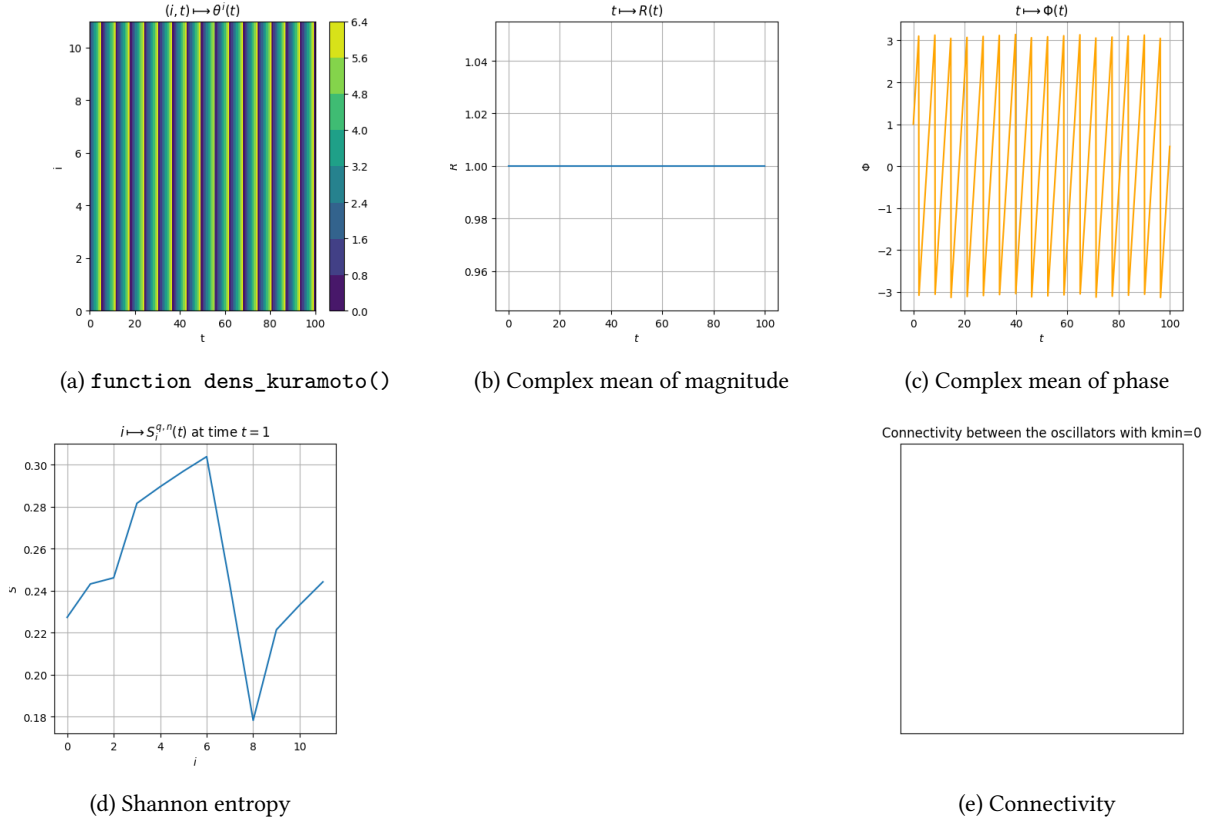 (i, t) ↦ θ^i(t)
6.4
5.6
4.8
4.0
3.2
2.4
1.6
0.8
0.0
10
8
6
4
2
0
i
0 20 40 60 80 100
t
(a) function dens_kuramoto()
t ↦ R(t)
1.04
1.02
1.00
0.98
0.96
R
0 20 40 60 80 100
t
(b) Complex mean of magnitude
t ↦ Φ(t)
3
2
1
0
−1
−2
−3
Φ
0 20 40 60 80 100
t
(c) Complex mean of phase
i ↦ S_i^{q,n}(t) at time t = 1
0.30
0.28
0.26
0.24
0.22
0.20
0.18
S
0 2 4 6 8 10
i
(d) Shannon entropy
Connectivity between the oscillators with kmin=0
(e) Connectivity